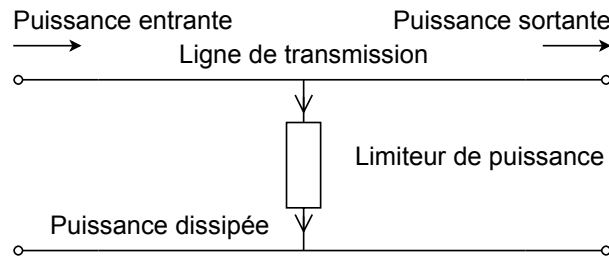 Puissance entrante
Puissance sortante
Ligne de transmission
Limiteur de puissance
Puissance dissipée